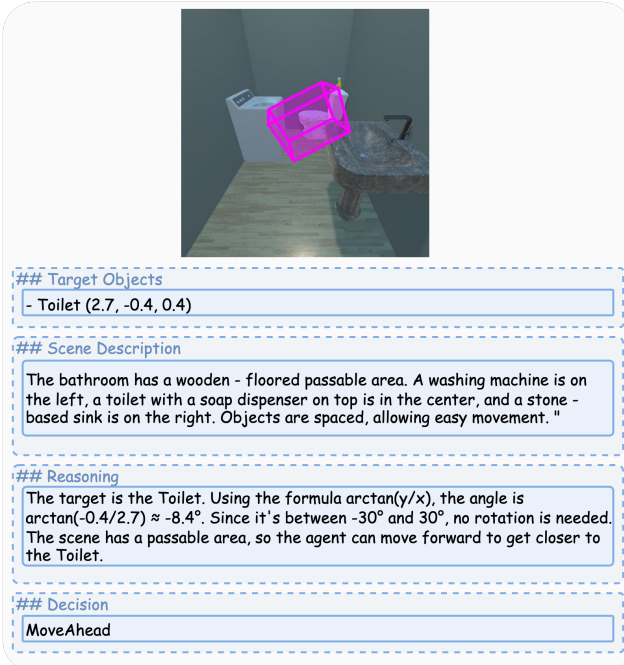 ## Target Objects
- Toilet (2.7, -0.4, 0.4)
## Scene Description
The bathroom has a wooden - floored passable area. A washing machine is on
the left, a toilet with a soap dispenser on top is in the center, and a stone -
based sink is on the right. Objects are spaced, allowing easy movement. "
## Reasoning
The target is the Toilet. Using the formula arctan(y/x), the angle is
arctan(-0.4/2.7) ≈ -8.4°. Since it's between -30° and 30°, no rotation is needed.
The scene has a passable area, so the agent can move forward to get closer to
the Toilet.
## Decision
MoveAhead